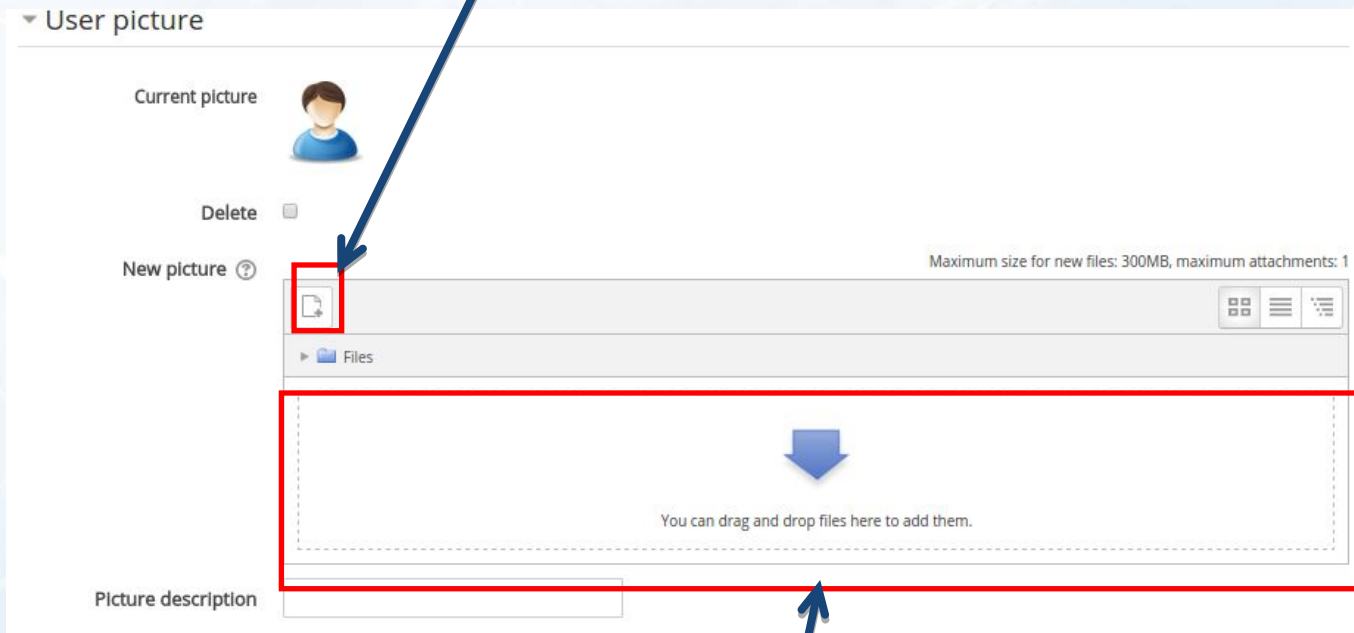 User picture
Current picture
Delete
New picture
Maximum size for new files: 300MB, maximum attachments: 1
Files
You can drag and drop files here to add them.
Picture description